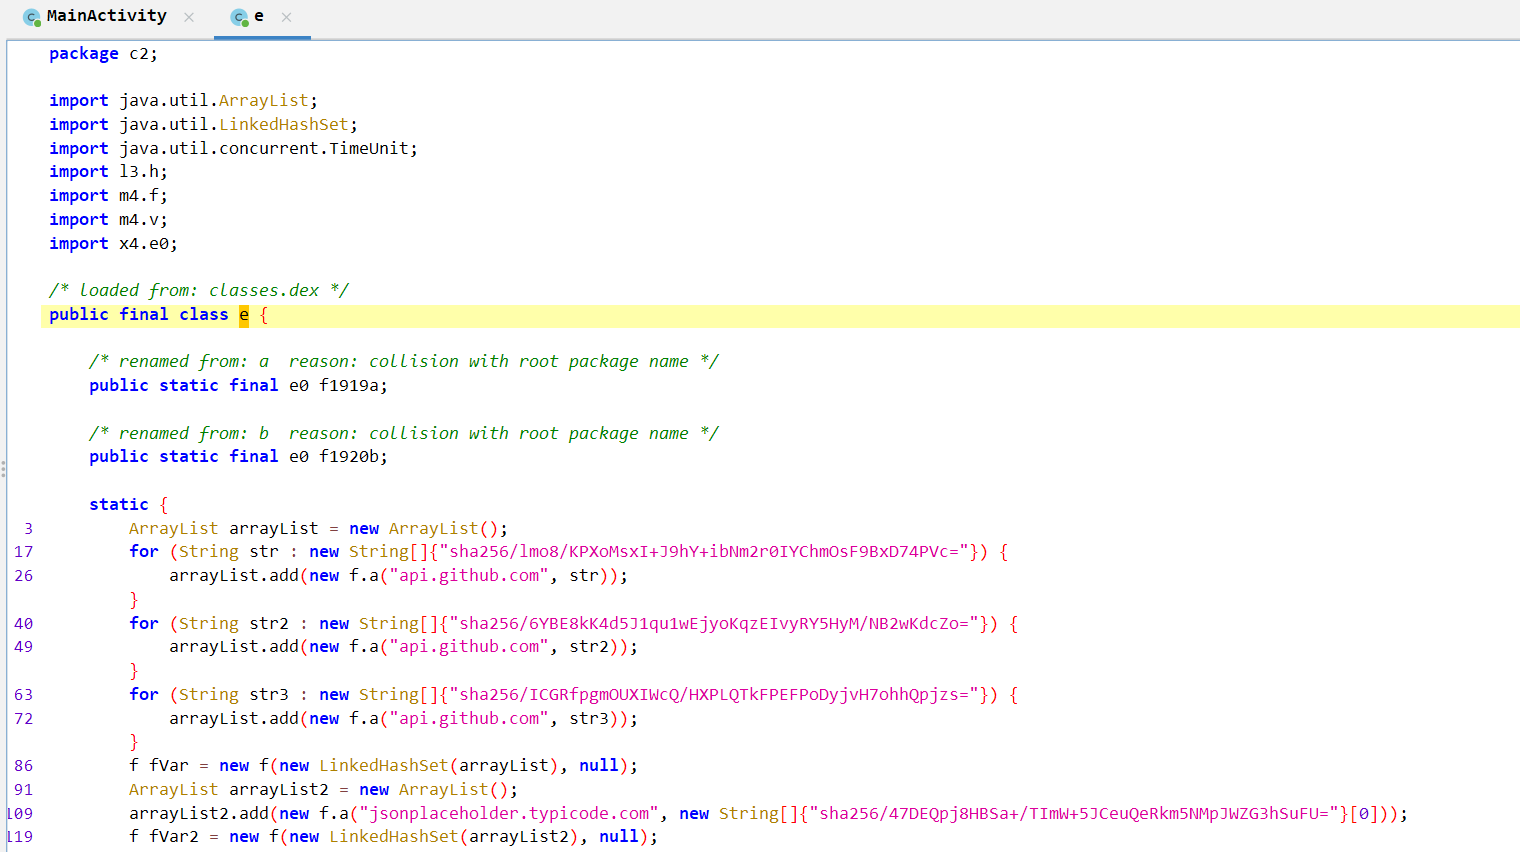 MainActivity × e ×
package c2;
import java.util.ArrayList;
import java.util.LinkedHashSet;
import java.util.concurrent.TimeUnit;
import l3.h;
import m4.f;
import m4.v;
import x4.e0;
/* loaded from: classes.dex */
public final class e {
/* renamed from: a  reason: collision with root package name */
public static final e0 f1919a;
/* renamed from: b  reason: collision with root package name */
public static final e0 f1920b;
static {
3 ArrayList arrayList = new ArrayList();
17 for (String str : new String[]{"sha256/lmo8/KPXoMsxI+J9hY+ibNm2r0IYChmOsF9BxD74PVc="}) {
26 arrayList.add(new f.a("api.github.com", str));
}
40 for (String str2 : new String[]{"sha256/6YBE8kK4d5J1qu1wEjyoKqzEIvyRY5HyM/NB2wKdcZo="}) {
49 arrayList.add(new f.a("api.github.com", str2));
}
63 for (String str3 : new String[]{"sha256/ICGRfpgmOUXIWcQ/HXPLQTkFPEFPoDyjvH7ohhQpjzs="}) {
72 arrayList.add(new f.a("api.github.com", str3));
}
86 f fVar = new f(new LinkedHashSet(arrayList), null);
91 ArrayList arrayList2 = new ArrayList();
109 arrayList2.add(new f.a("jsonplaceholder.typicode.com", new String[]{"sha256/47DEQpj8HBSa+/TImW+5JCeuQeRkm5NMpJWZG3hSuFU="}[0]));
119 f fVar2 = new f(new LinkedHashSet(arrayList2), null);